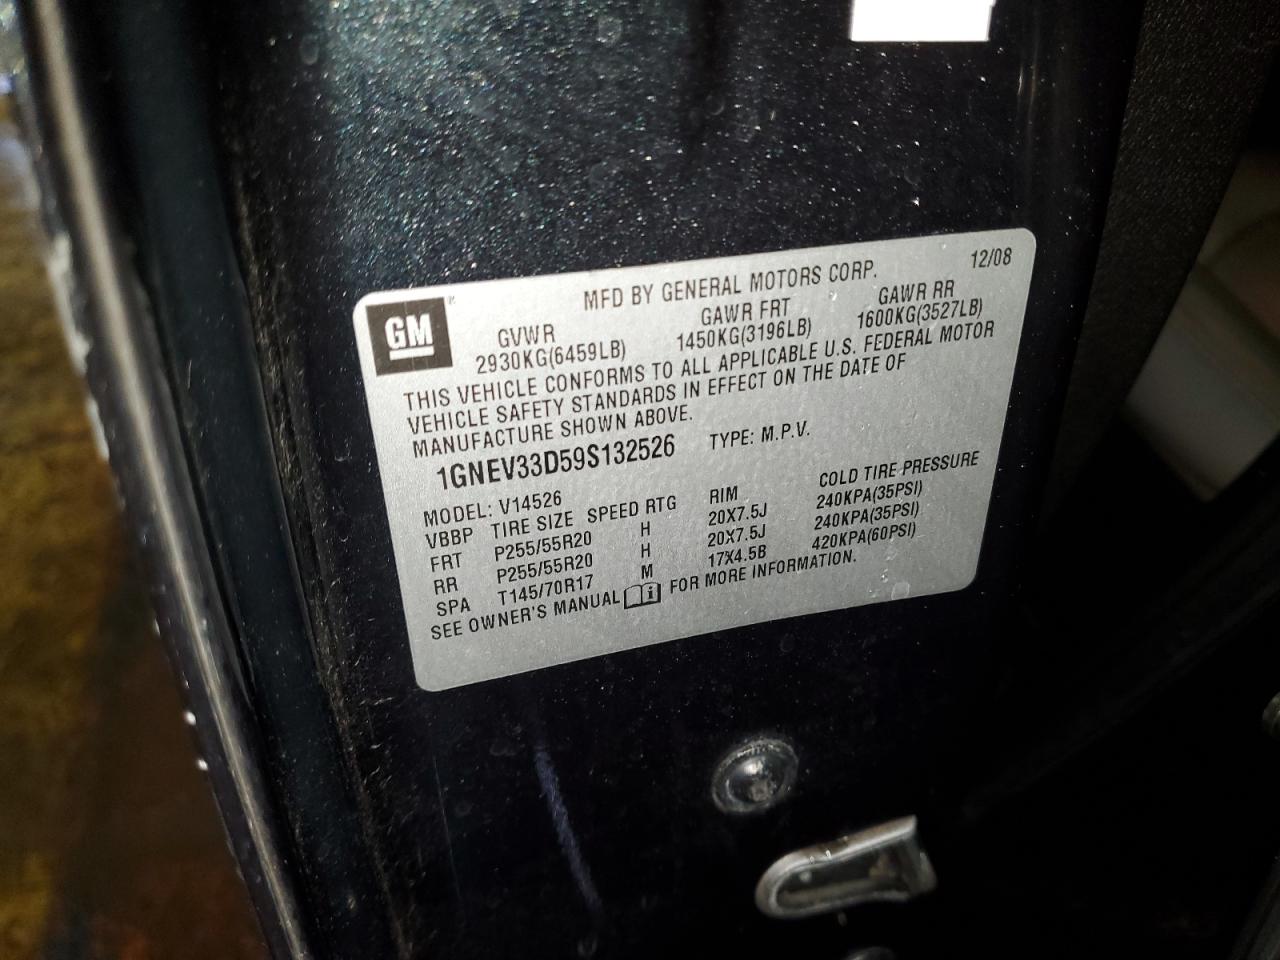 MFD BY GENERAL MOTORS CORP. 12/08
GM
GVWR GAWR FRT GAWR RR
2930KG(6459LB) 1450KG(3196LB) 1600KG(3527LB)
THIS VEHICLE CONFORMS TO ALL APPLICABLE U.S. FEDERAL MOTOR
VEHICLE SAFETY STANDARDS IN EFFECT ON THE DATE OF
MANUFACTURE SHOWN ABOVE.
1GNEV33D59S132526 TYPE: M.P.V.
MODEL: V14526
VBBP TIRE SIZE SPEED RTG RIM COLD TIRE PRESSURE
FRT P255/55R20 H 20X7.5J 240KPA(35PSI)
RR P255/55R20 H 20X7.5J 240KPA(35PSI)
SPA T145/70R17 M 17X4.5B 420KPA(60PSI)
SEE OWNER'S MANUAL i FOR MORE INFORMATION.